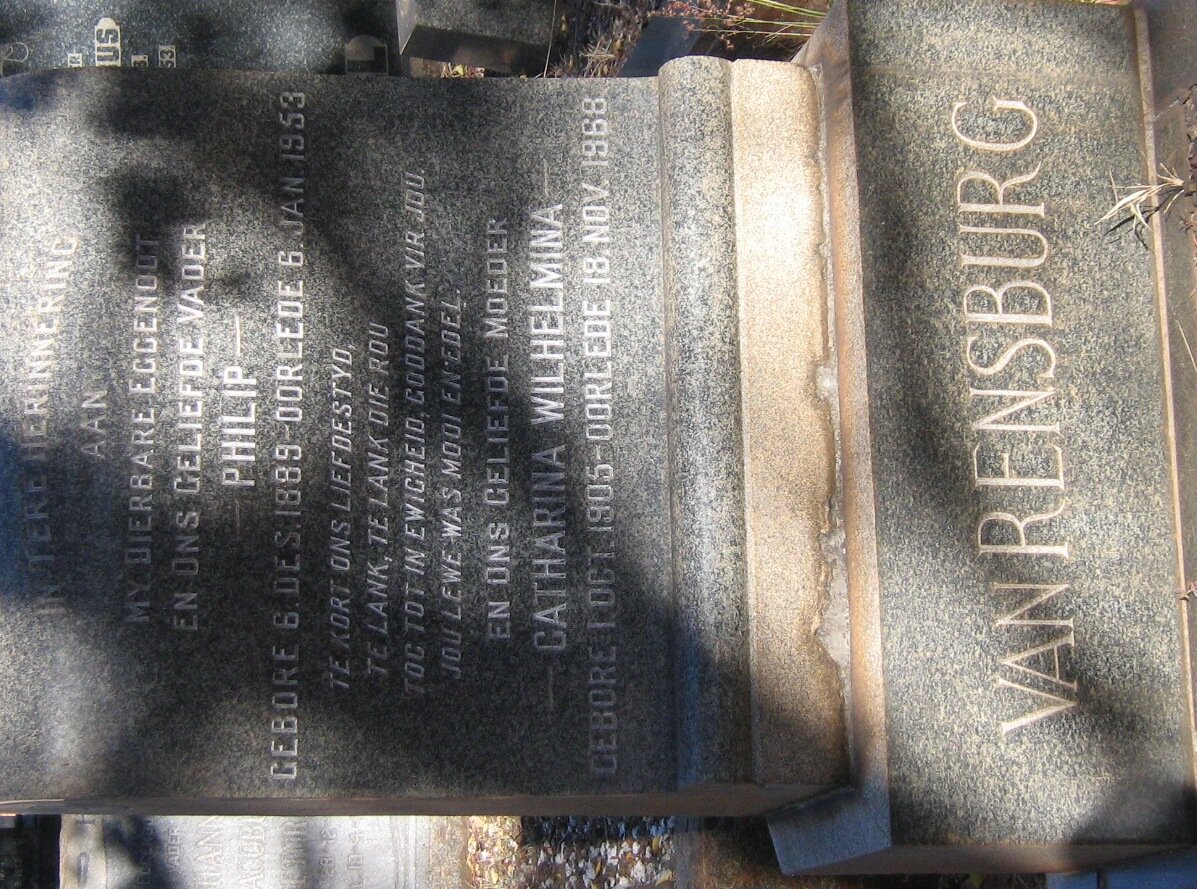 IN TERE HERINNERING
AAN
MY DIERBARE EGGENOOT
EN ONS GELIEFDE VADER
— PHILIP —
GEBORE 6. DES. 1889-OORLEDE 6. JAN. 1953
TE KORT ONS LIEFDESTYD,
TE LANK, TE LANK DIE ROU
TOG TOT IN EWIGHEID, GODDANK VIR JOU.
JOU LEWE WAS MOOI EN EDEL.
EN ONS GELIEFDE MOEDER
— CATHARINA WILHELMINA —
GEBORE 1 OCT. 1905-OORLEDE 18. NOV. 1968
VAN RENSBURG